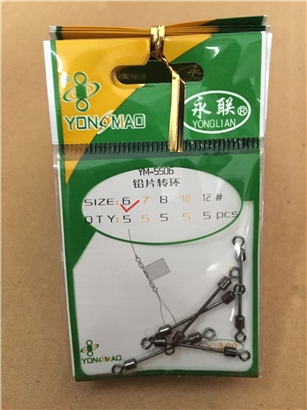 YONGMAO
永联®
YONGLIAN
YM-5506
铅片转环
SIZE: 6 7 8 10 12 #
QTY: 5 5 5 5 5 pcs
YONGMAO